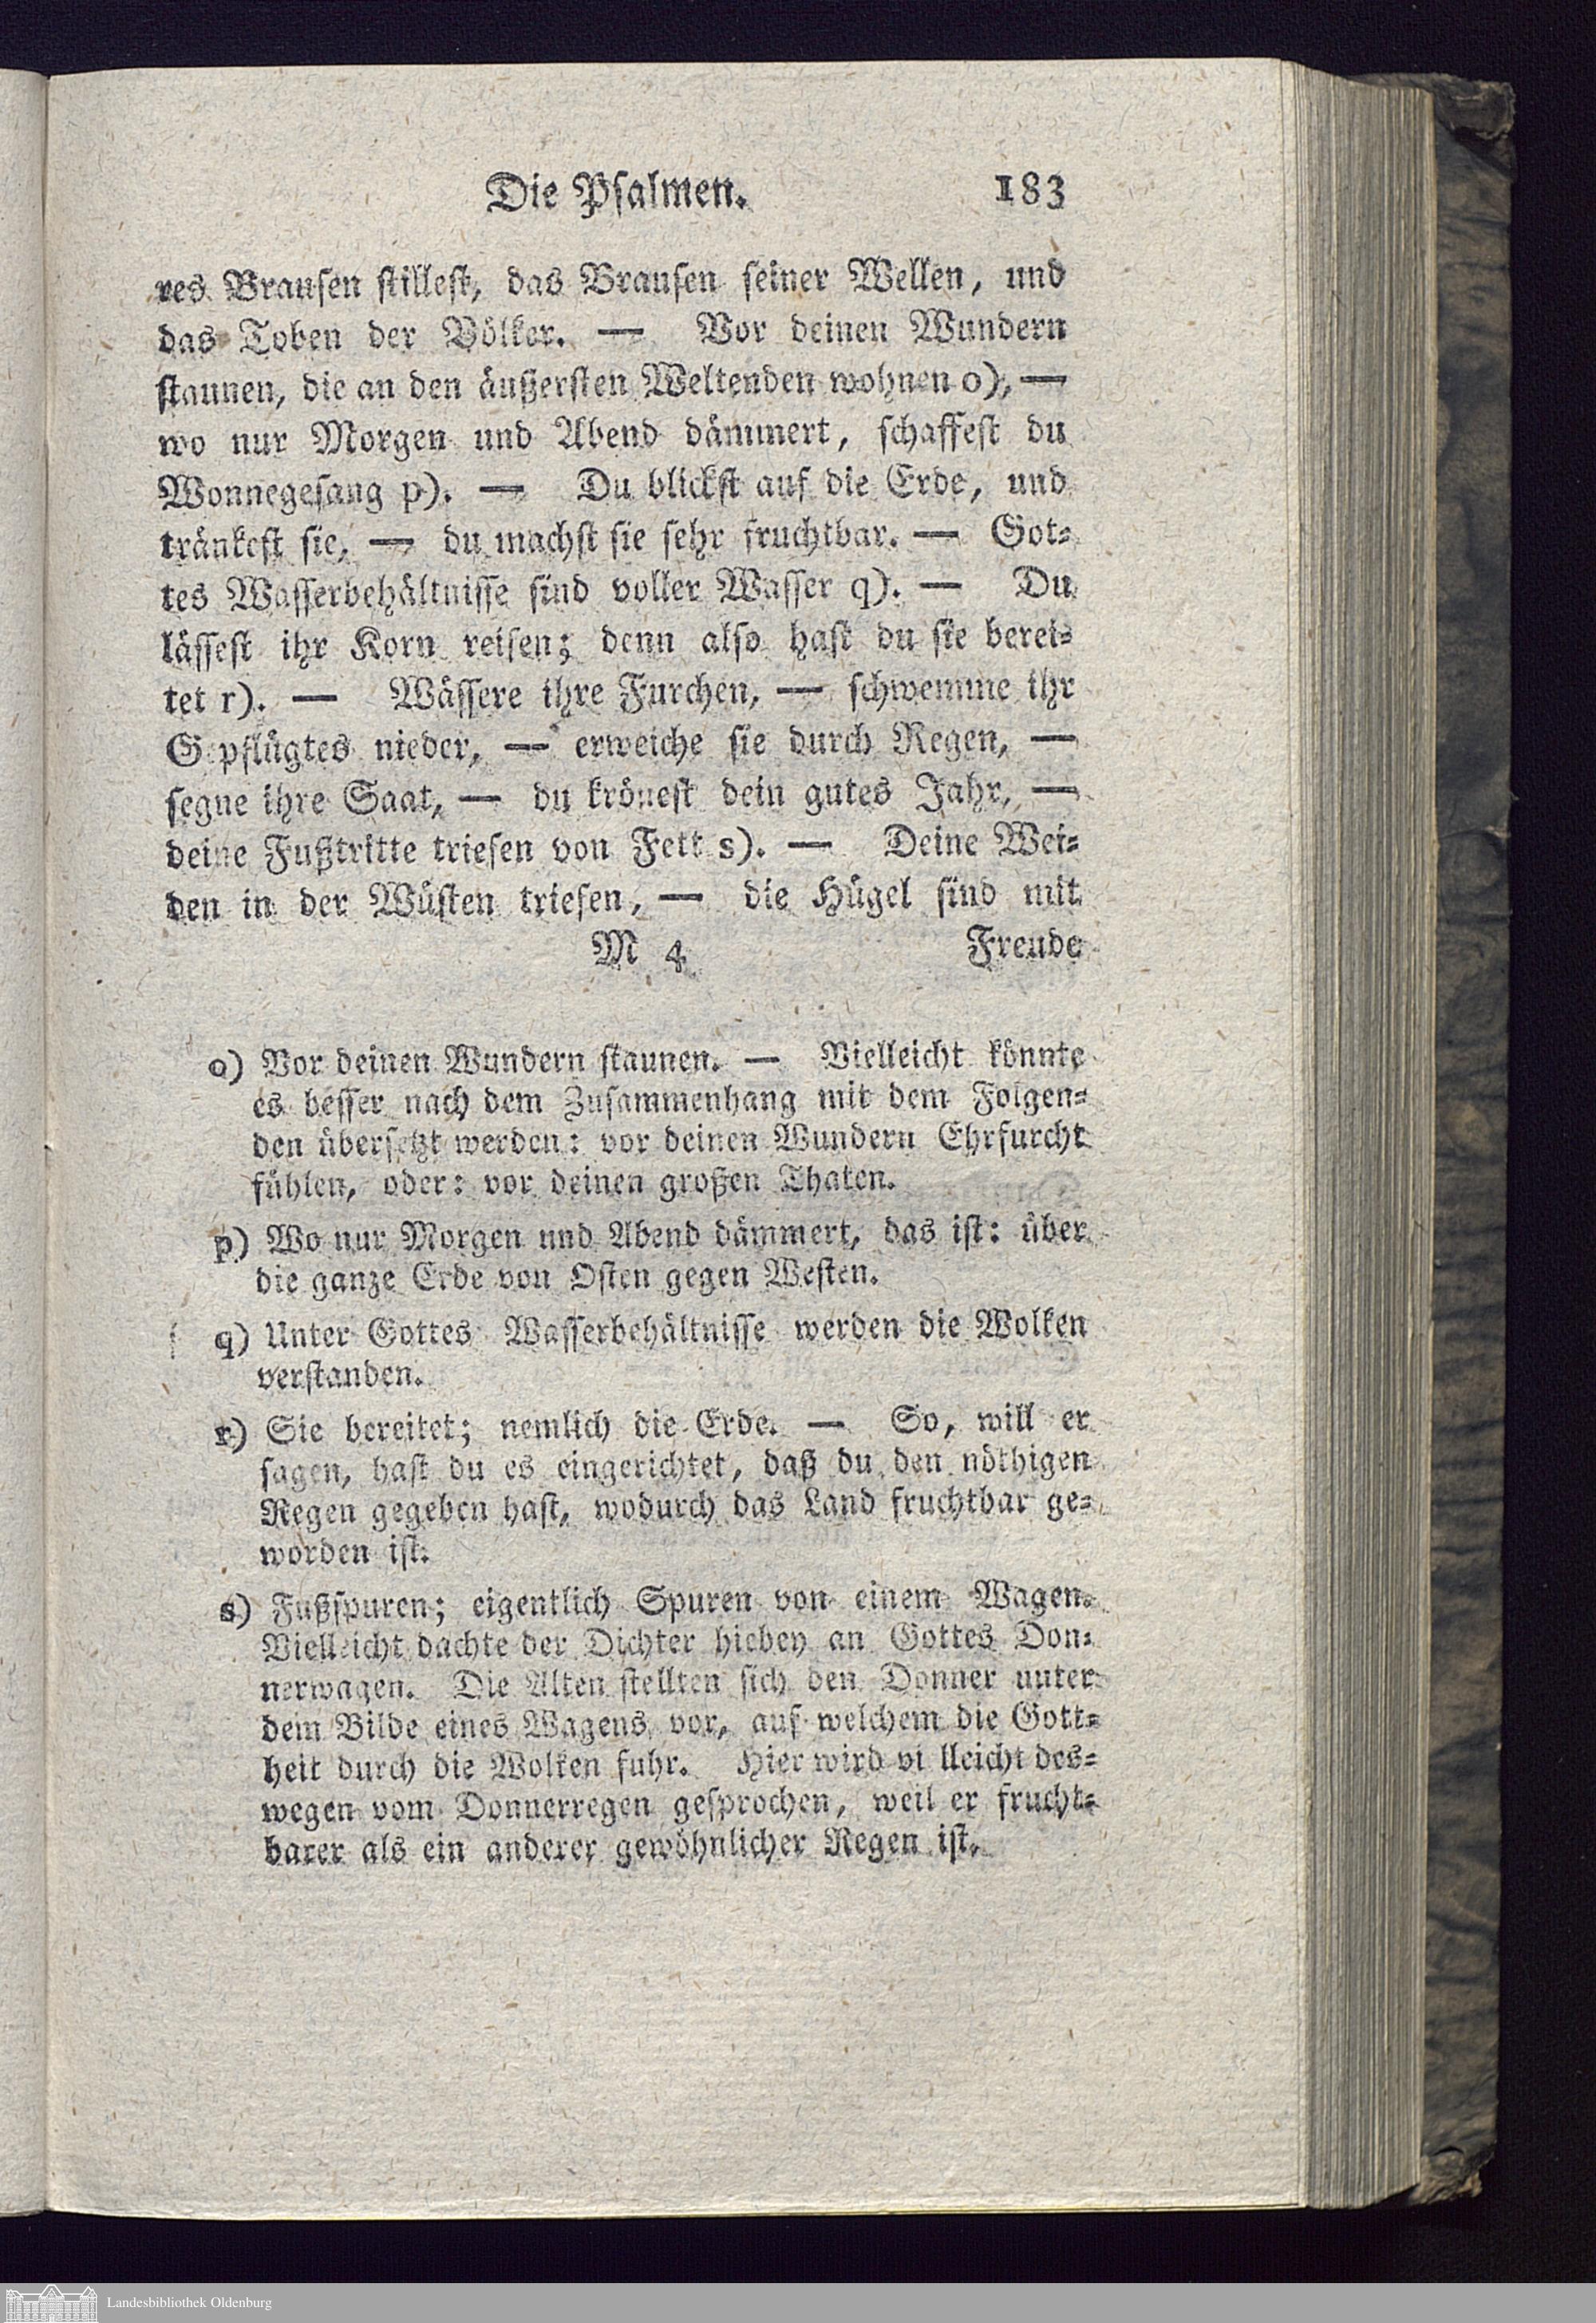 Die Psalmen. 183
res Brausen stillest, das Brausen seiner Wellen, und
das Toben der Völker. — Vor deinen Wundern
staunen, die an den äußersten Weltenden wohnen o), —
wo nur Morgen und Abend dämmert, schaffest du
Wonnegesang p). — Du blickst auf die Erde, und
tränkest sie, — du machst sie sehr fruchtbar. — Got-
tes Wasserbehältnisse sind voller Wasser q). — Du
lässest ihr Korn reifen; denn also hast du sie berei-
tet r). — Wässere ihre Furchen, — schwemme ihr
G pflügtes nieder, — erweiche sie durch Regen, —
segne ihre Saat, — du krönest dein gutes Jahr, —
deine Fußtritte triefen von Fett s). — Deine Wei-
den in der Wüsten triefen, — die Hügel sind mit
M 4 Freude
o) Vor deinen Wundern staunen. — Vielleicht könnte
es besser nach dem Zusammenhang mit dem Folgen-
den übersetzt werden: vor deinen Wundern Ehrfurcht
fühlen, oder: vor deinen großen Thaten.
p) Wo nur Morgen und Abend dämmert, das ist: über
die ganze Erde von Osten gegen Westen.
q) Unter Gottes Wasserbehältnisse werden die Wolken
verstanden.
r) Sie bereitet; nemlich die Erde. — So, will er
sagen, hast du es eingerichtet, daß du den nöthigen
Regen gegeben hast, wodurch das Land fruchtbar ge-
worden ist.
s) Fußspuren; eigentlich Spuren von einem Wagen.
Vielleicht dachte der Dichter hiebey an Gottes Don-
nerwagen. Die Alten stellten sich den Donner unter
dem Bilde eines Wagens vor, auf welchem die Gott-
heit durch die Wolken fuhr. Hier wird vi lleicht des-
wegen vom Donnerregen gesprochen, weil er frucht-
barer als ein anderer gewöhnlicher Regen ist.
Landesbibliothek Oldenburg